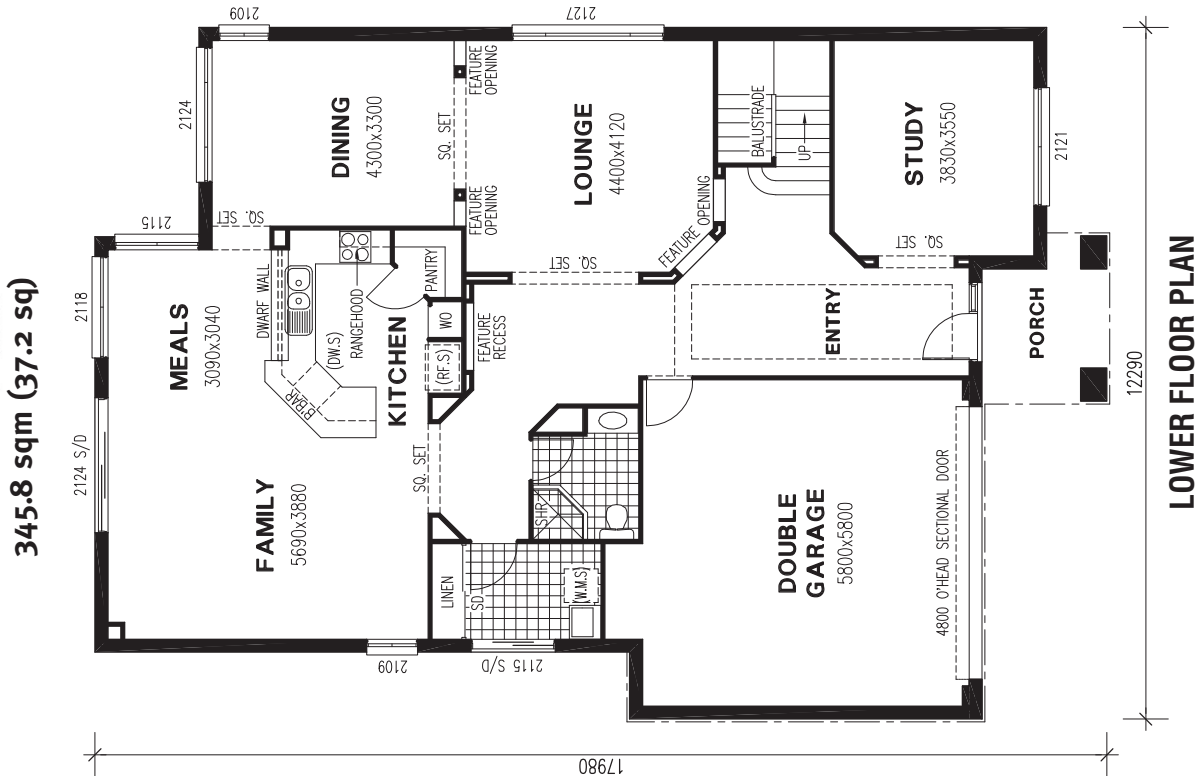 345.8 sqm (37.2 sq)
LOWER FLOOR PLAN
2109
2127
2124
DINING
4300x3300
SQ. SET
FEATURE
OPENING
FEATURE
OPENING
LOUNGE
4400x4120
BALUSTRADE
UP
STUDY
3830x3550
2121
2115
SQ. SET
FEATURE OPENING
SQ. SET
SQ. SET
2118
MEALS
3090x3040
DWARF WALL
(DW.S)
RANGEHOOD
PANTRY
KITCHEN
WO
(RF.S)
B'BAR
FEATURE
RECESS
ENTRY
PORCH
12290
2124 S/D
FAMILY
5690x3880
SQ. SET
SHR
LINEN
SD
(W.M.S)
DOUBLE
GARAGE
5800x5800
4800 O'HEAD SECTIONAL DOOR
2109
2115 S/D
17980